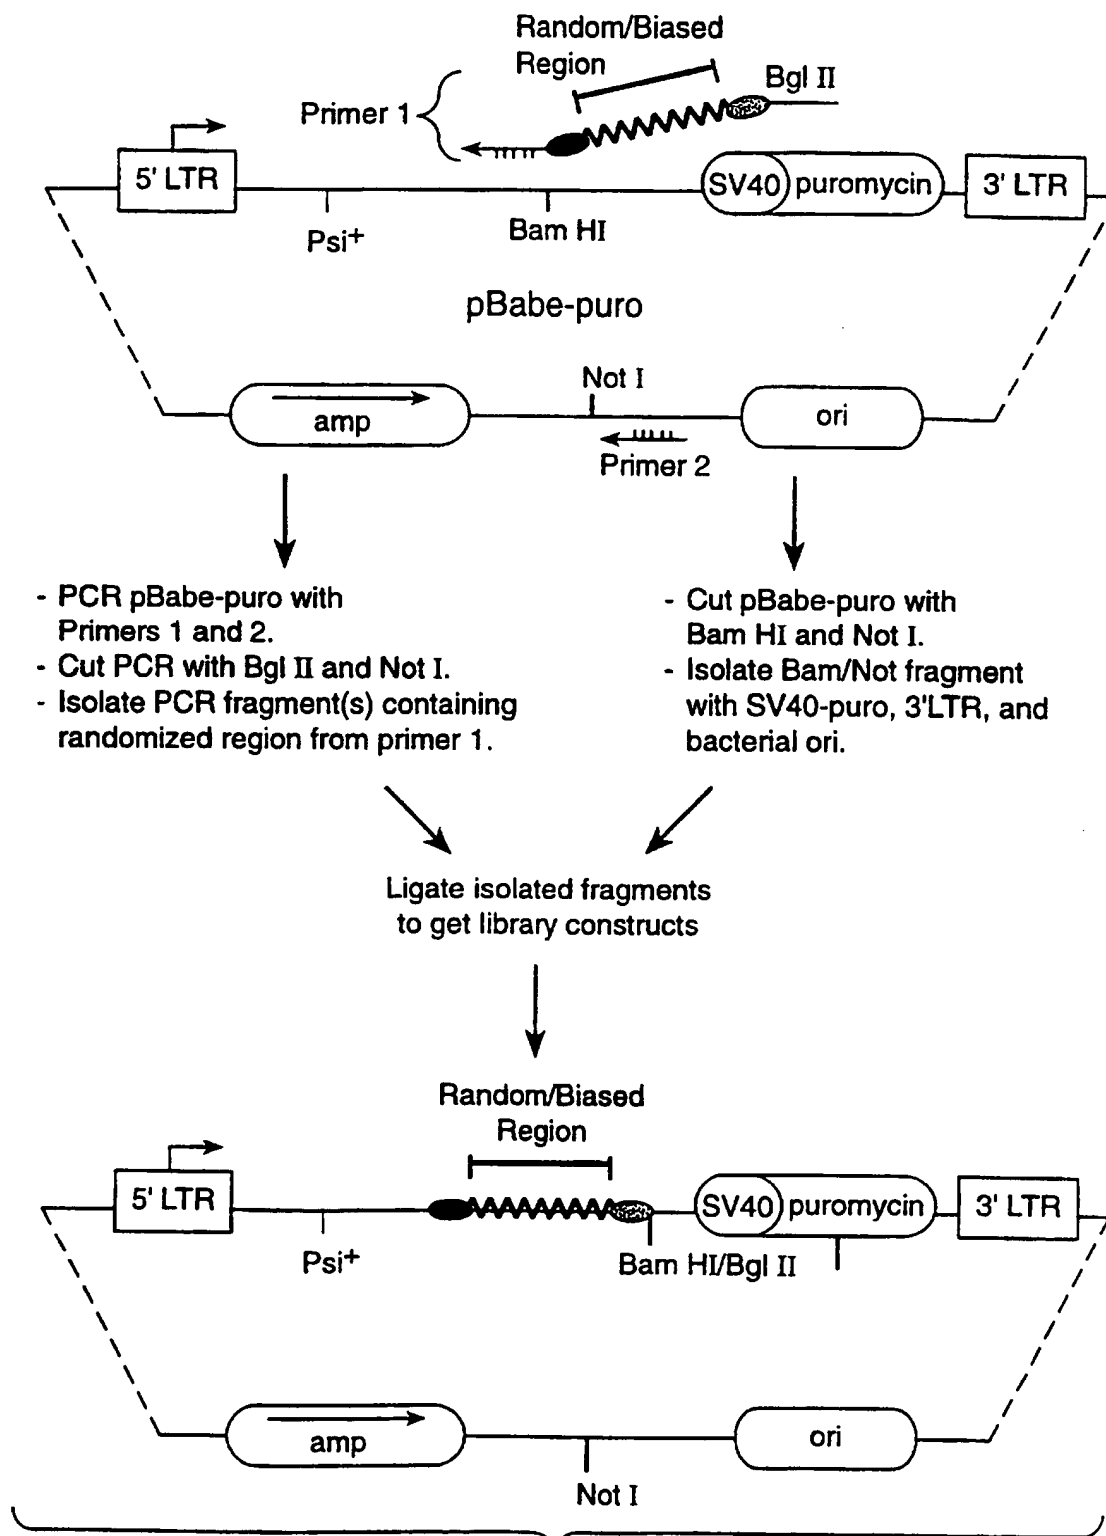 Random/Biased
Region
Bgl II
Primer 1
5' LTR
SV40
puromycin
3' LTR
Psi+
Bam HI
pBabe-puro
Not I
amp
ori
Primer 2
- PCR pBabe-puro with
Primers 1 and 2.
- Cut PCR with Bgl II and Not I.
- Isolate PCR fragment(s) containing
randomized region from primer 1.
- Cut pBabe-puro with
Bam HI and Not I.
- Isolate Bam/Not fragment
with SV40-puro, 3'LTR, and
bacterial ori.
Ligate isolated fragments
to get library constructs
Random/Biased
Region
5' LTR
SV40
puromycin
3' LTR
Psi+
Bam HI/Bgl II
amp
ori
Not I